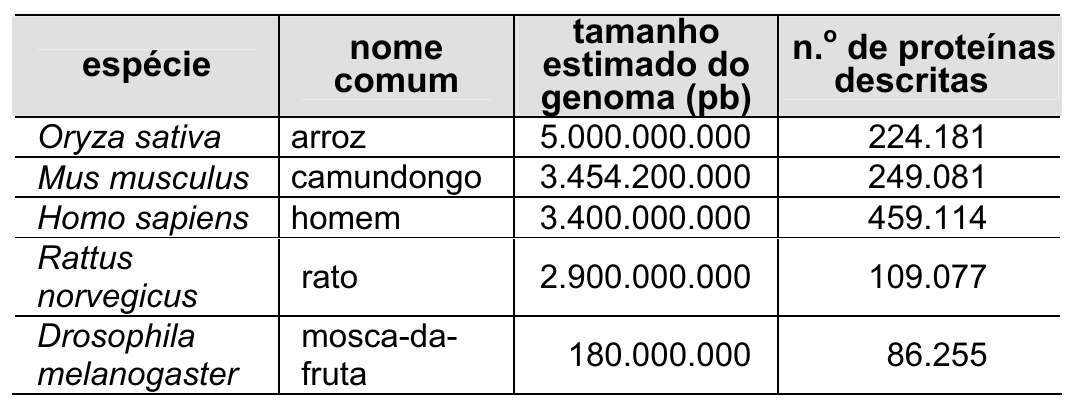 espécie
nome comum
tamanho estimado do genoma (pb)
n.º de proteínas descritas
Oryza sativa arroz 5.000.000.000 224.181
Mus musculus camundongo 3.454.200.000 249.081
Homo sapiens homem 3.400.000.000 459.114
Rattus norvegicus rato 2.900.000.000 109.077
Drosophila melanogaster mosca-da-fruta 180.000.000 86.255